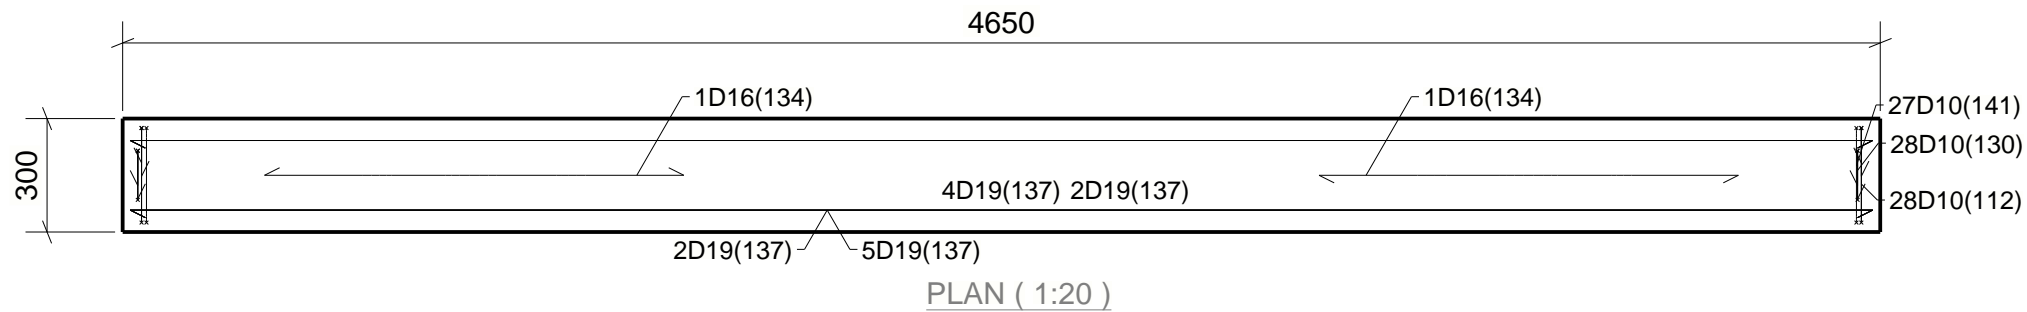 4650
1D16(134)
1D16(134)
27D10(141)
28D10(130)
300
4D19(137) 2D19(137)
28D10(112)
2D19(137)
5D19(137)
PLAN ( 1:20 )